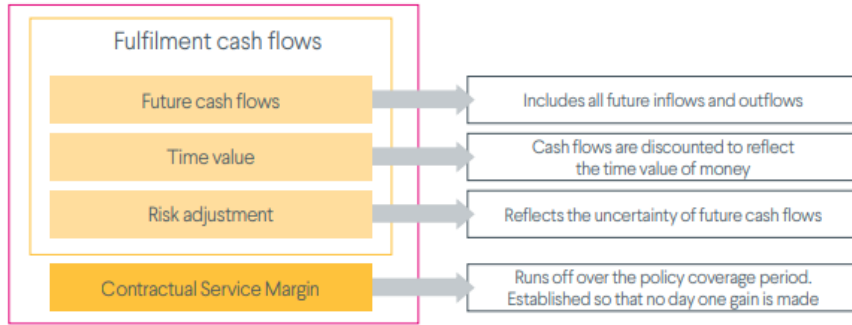 Fulfilment cash flows
Future cash flows
Includes all future inflows and outflows
Time value
Cash flows are discounted to reflect
the time value of money
Risk adjustment
Reflects the uncertainty of future cash flows
Contractual Service Margin
Runs off over the policy coverage period.
Established so that no day one gain is made